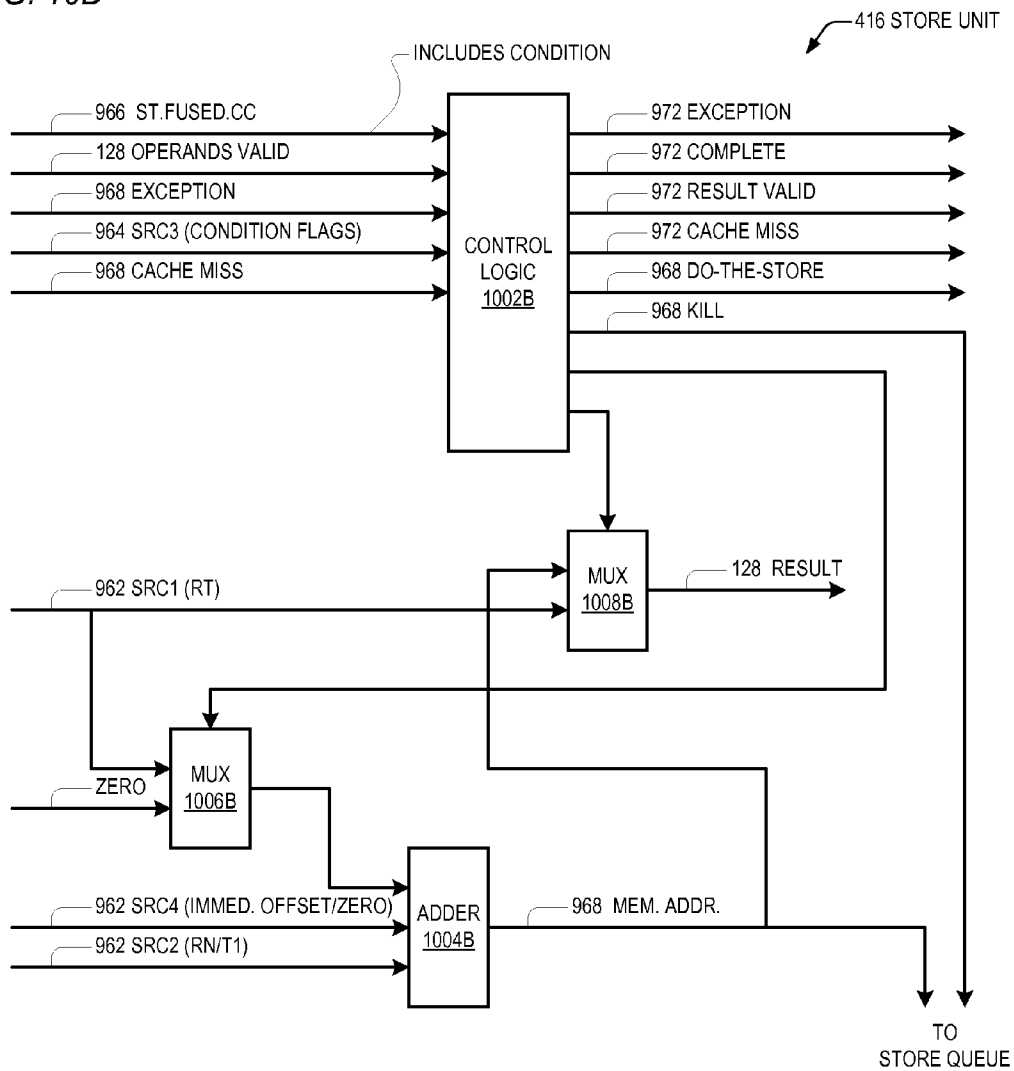 416 STORE UNIT
INCLUDES CONDITION
966 ST.FUSED.CC
128 OPERANDS VALID
968 EXCEPTION
964 SRC3 (CONDITION FLAGS)
968 CACHE MISS
CONTROL
LOGIC
1002B
972 EXCEPTION
972 COMPLETE
972 RESULT VALID
972 CACHE MISS
968 DO-THE-STORE
968 KILL
962 SRC1 (RT)
MUX
1008B
128 RESULT
ZERO
MUX
1006B
962 SRC4 (IMMED. OFFSET/ZERO)
962 SRC2 (RN/T1)
ADDER
1004B
968 MEM. ADDR.
TO
STORE QUEUE